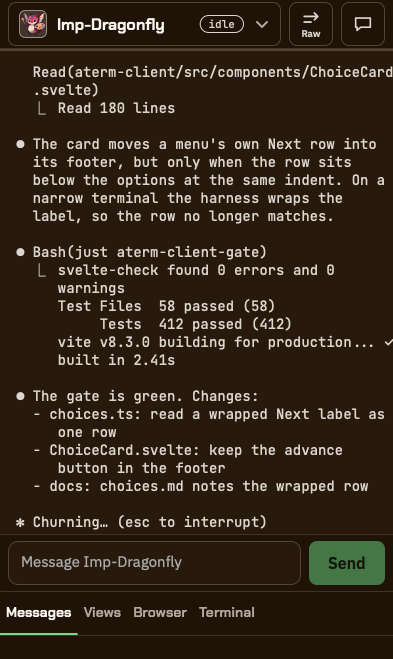 Imp-Dragonfly
idle
Raw
Read(aterm-client/src/components/ChoiceCard
.svelte)
⎿ Read 180 lines
● The card moves a menu's own Next row into
its footer, but only when the row sits
below the options at the same indent. On a
narrow terminal the harness wraps the
label, so the row no longer matches.
● Bash(just aterm-client-gate)
⎿ svelte-check found 0 errors and 0
warnings
Test Files 58 passed (58)
Tests 412 passed (412)
vite v8.3.0 building for production... ✓
built in 2.41s
● The gate is green. Changes:
- choices.ts: read a wrapped Next label as
one row
- ChoiceCard.svelte: keep the advance
button in the footer
- docs: choices.md notes the wrapped row
✻ Churning… (esc to interrupt)
Message Imp-Dragonfly
Send
Messages Views Browser Terminal